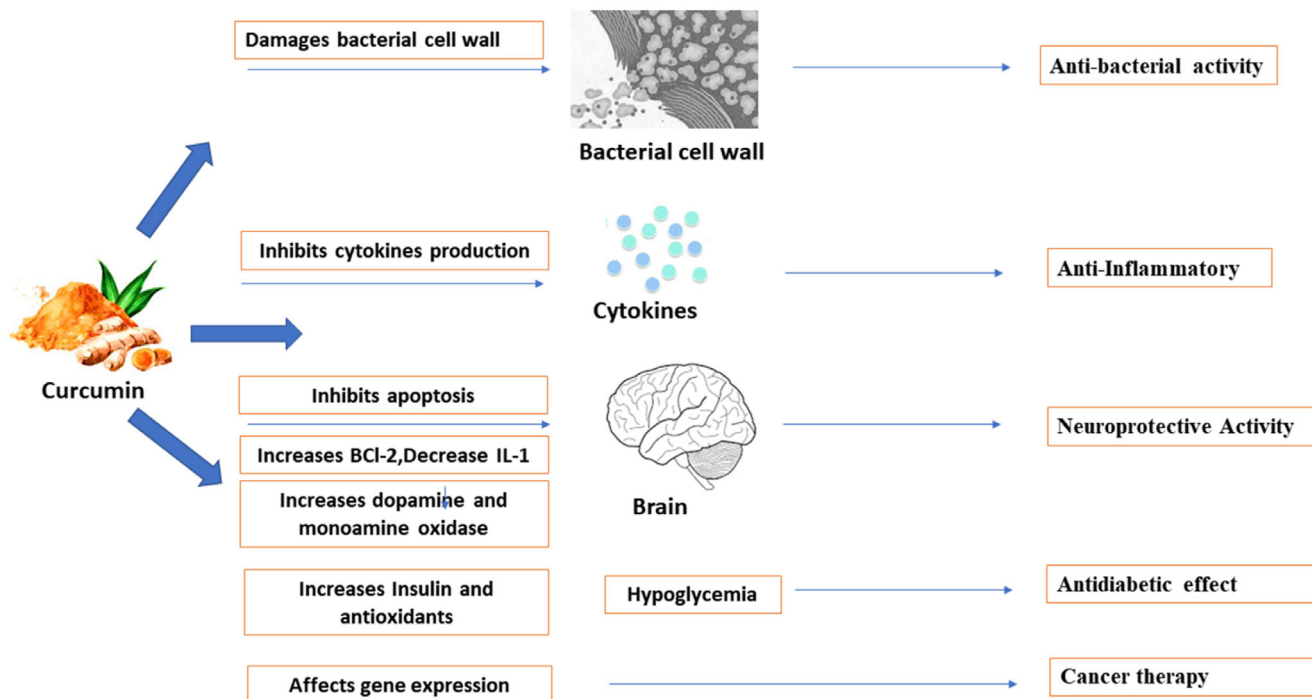 Damages bacterial cell wall
Bacterial cell wall
Anti-bacterial activity
Inhibits cytokines production
Cytokines
Anti-Inflammatory
Curcumin
Inhibits apoptosis
Increases BCl-2,Decrease IL-1
Increases dopamine and
monoamine oxidase
Brain
Neuroprotective Activity
Increases Insulin and
antioxidants
Hypoglycemia
Antidiabetic effect
Affects gene expression
Cancer therapy